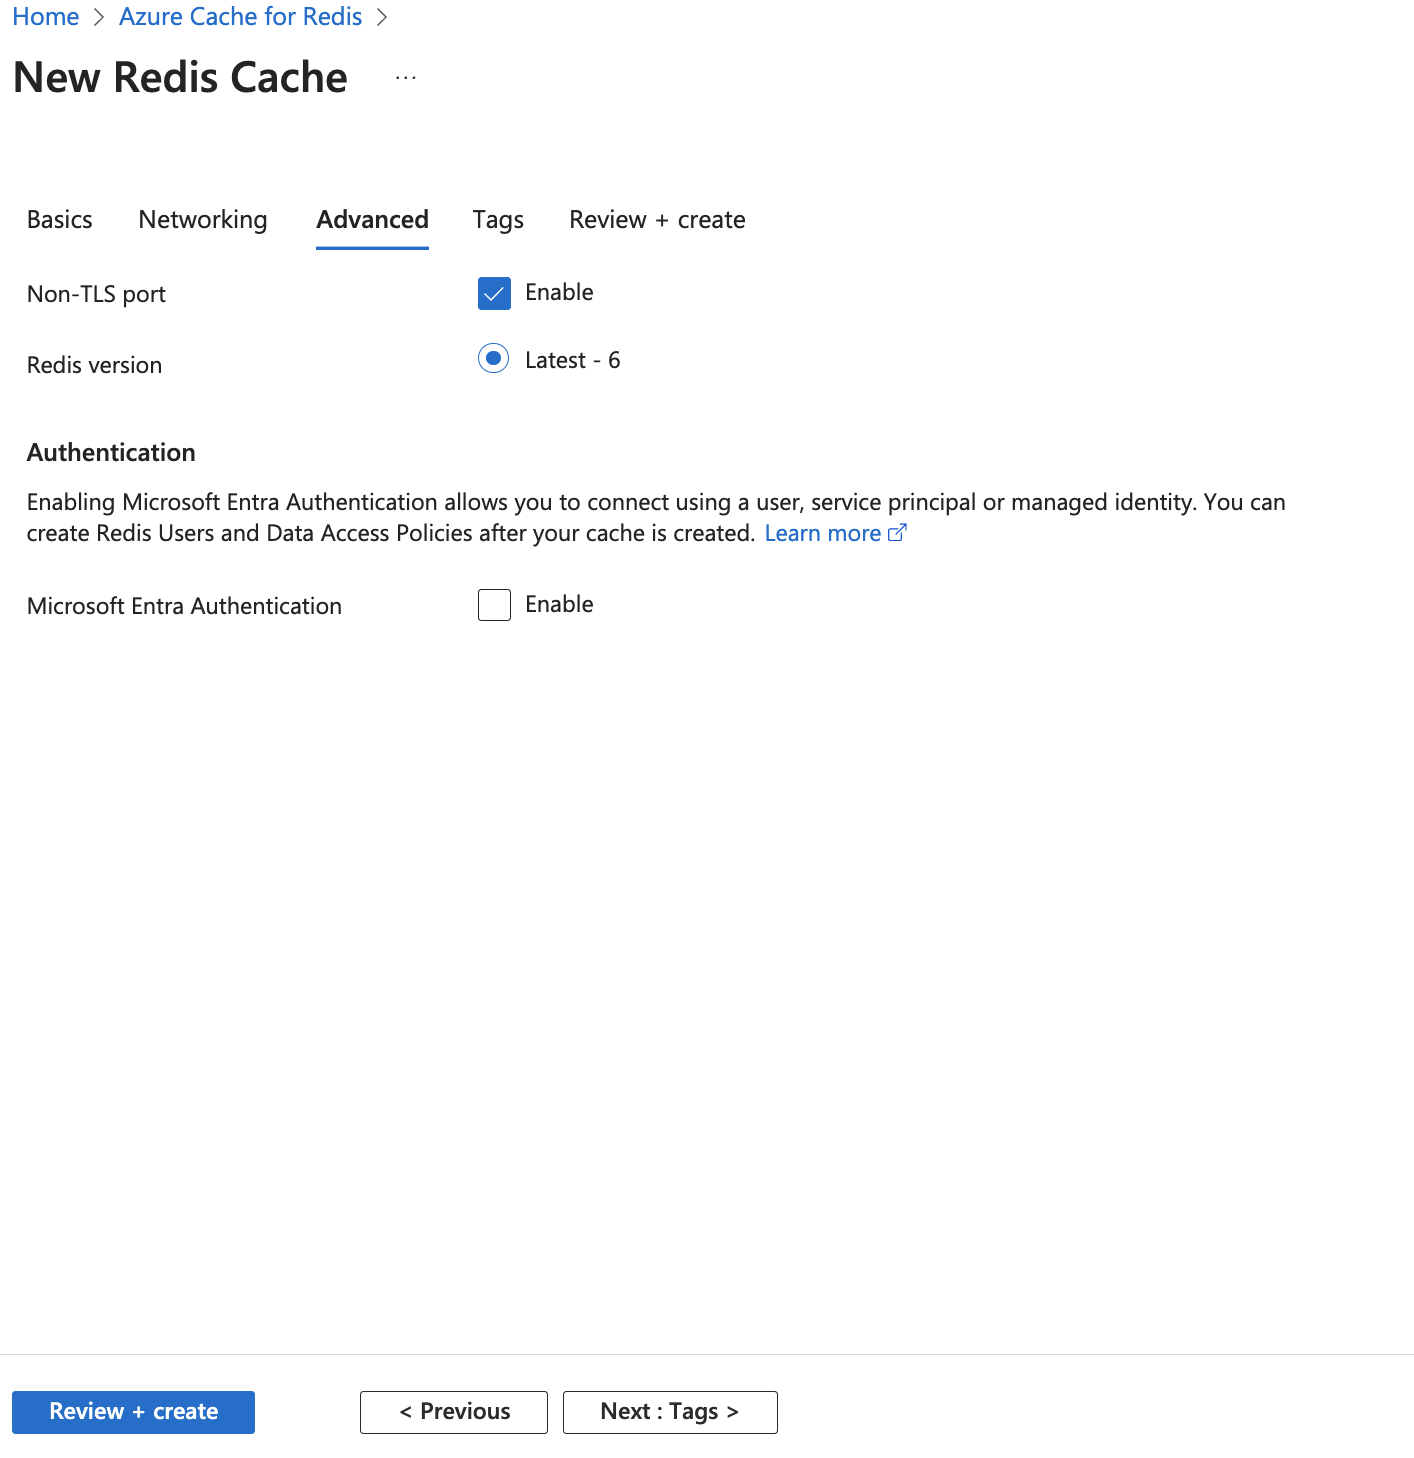 Home > Azure Cache for Redis >
New Redis Cache ...
Basics Networking Advanced Tags Review + create
Non-TLS port Enable
Redis version Latest - 6
Authentication
Enabling Microsoft Entra Authentication allows you to connect using a user, service principal or managed identity. You can
create Redis Users and Data Access Policies after your cache is created. Learn more
Microsoft Entra Authentication Enable
Review + create < Previous Next : Tags >